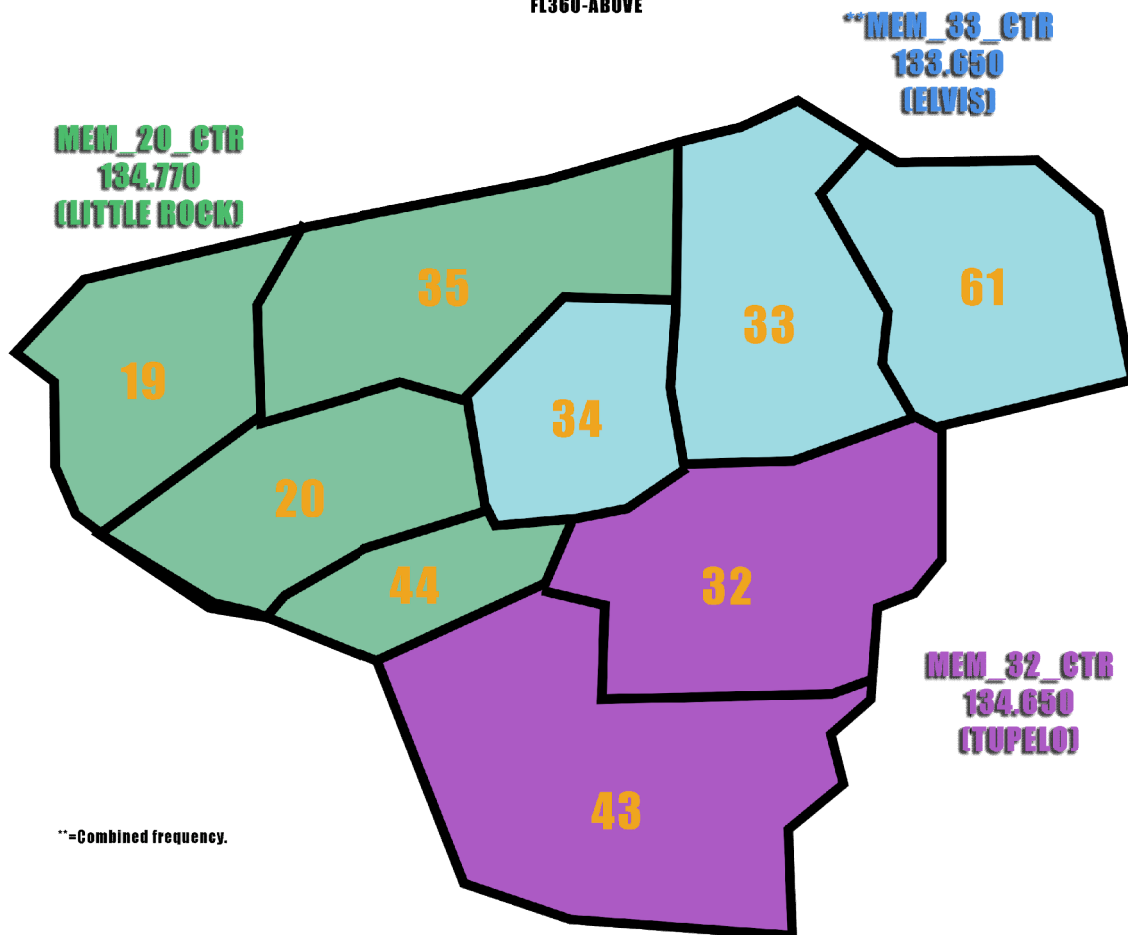 FL360-ABOVE
**MEM_33_CTR
133.650
(ELVIS)
MEM_20_CTR
134.770
(LITTLE ROCK)
35
61
33
19
34
20
44
32
MEM_32_CTR
134.650
(TUPELO)
43
**=Combined frequency.